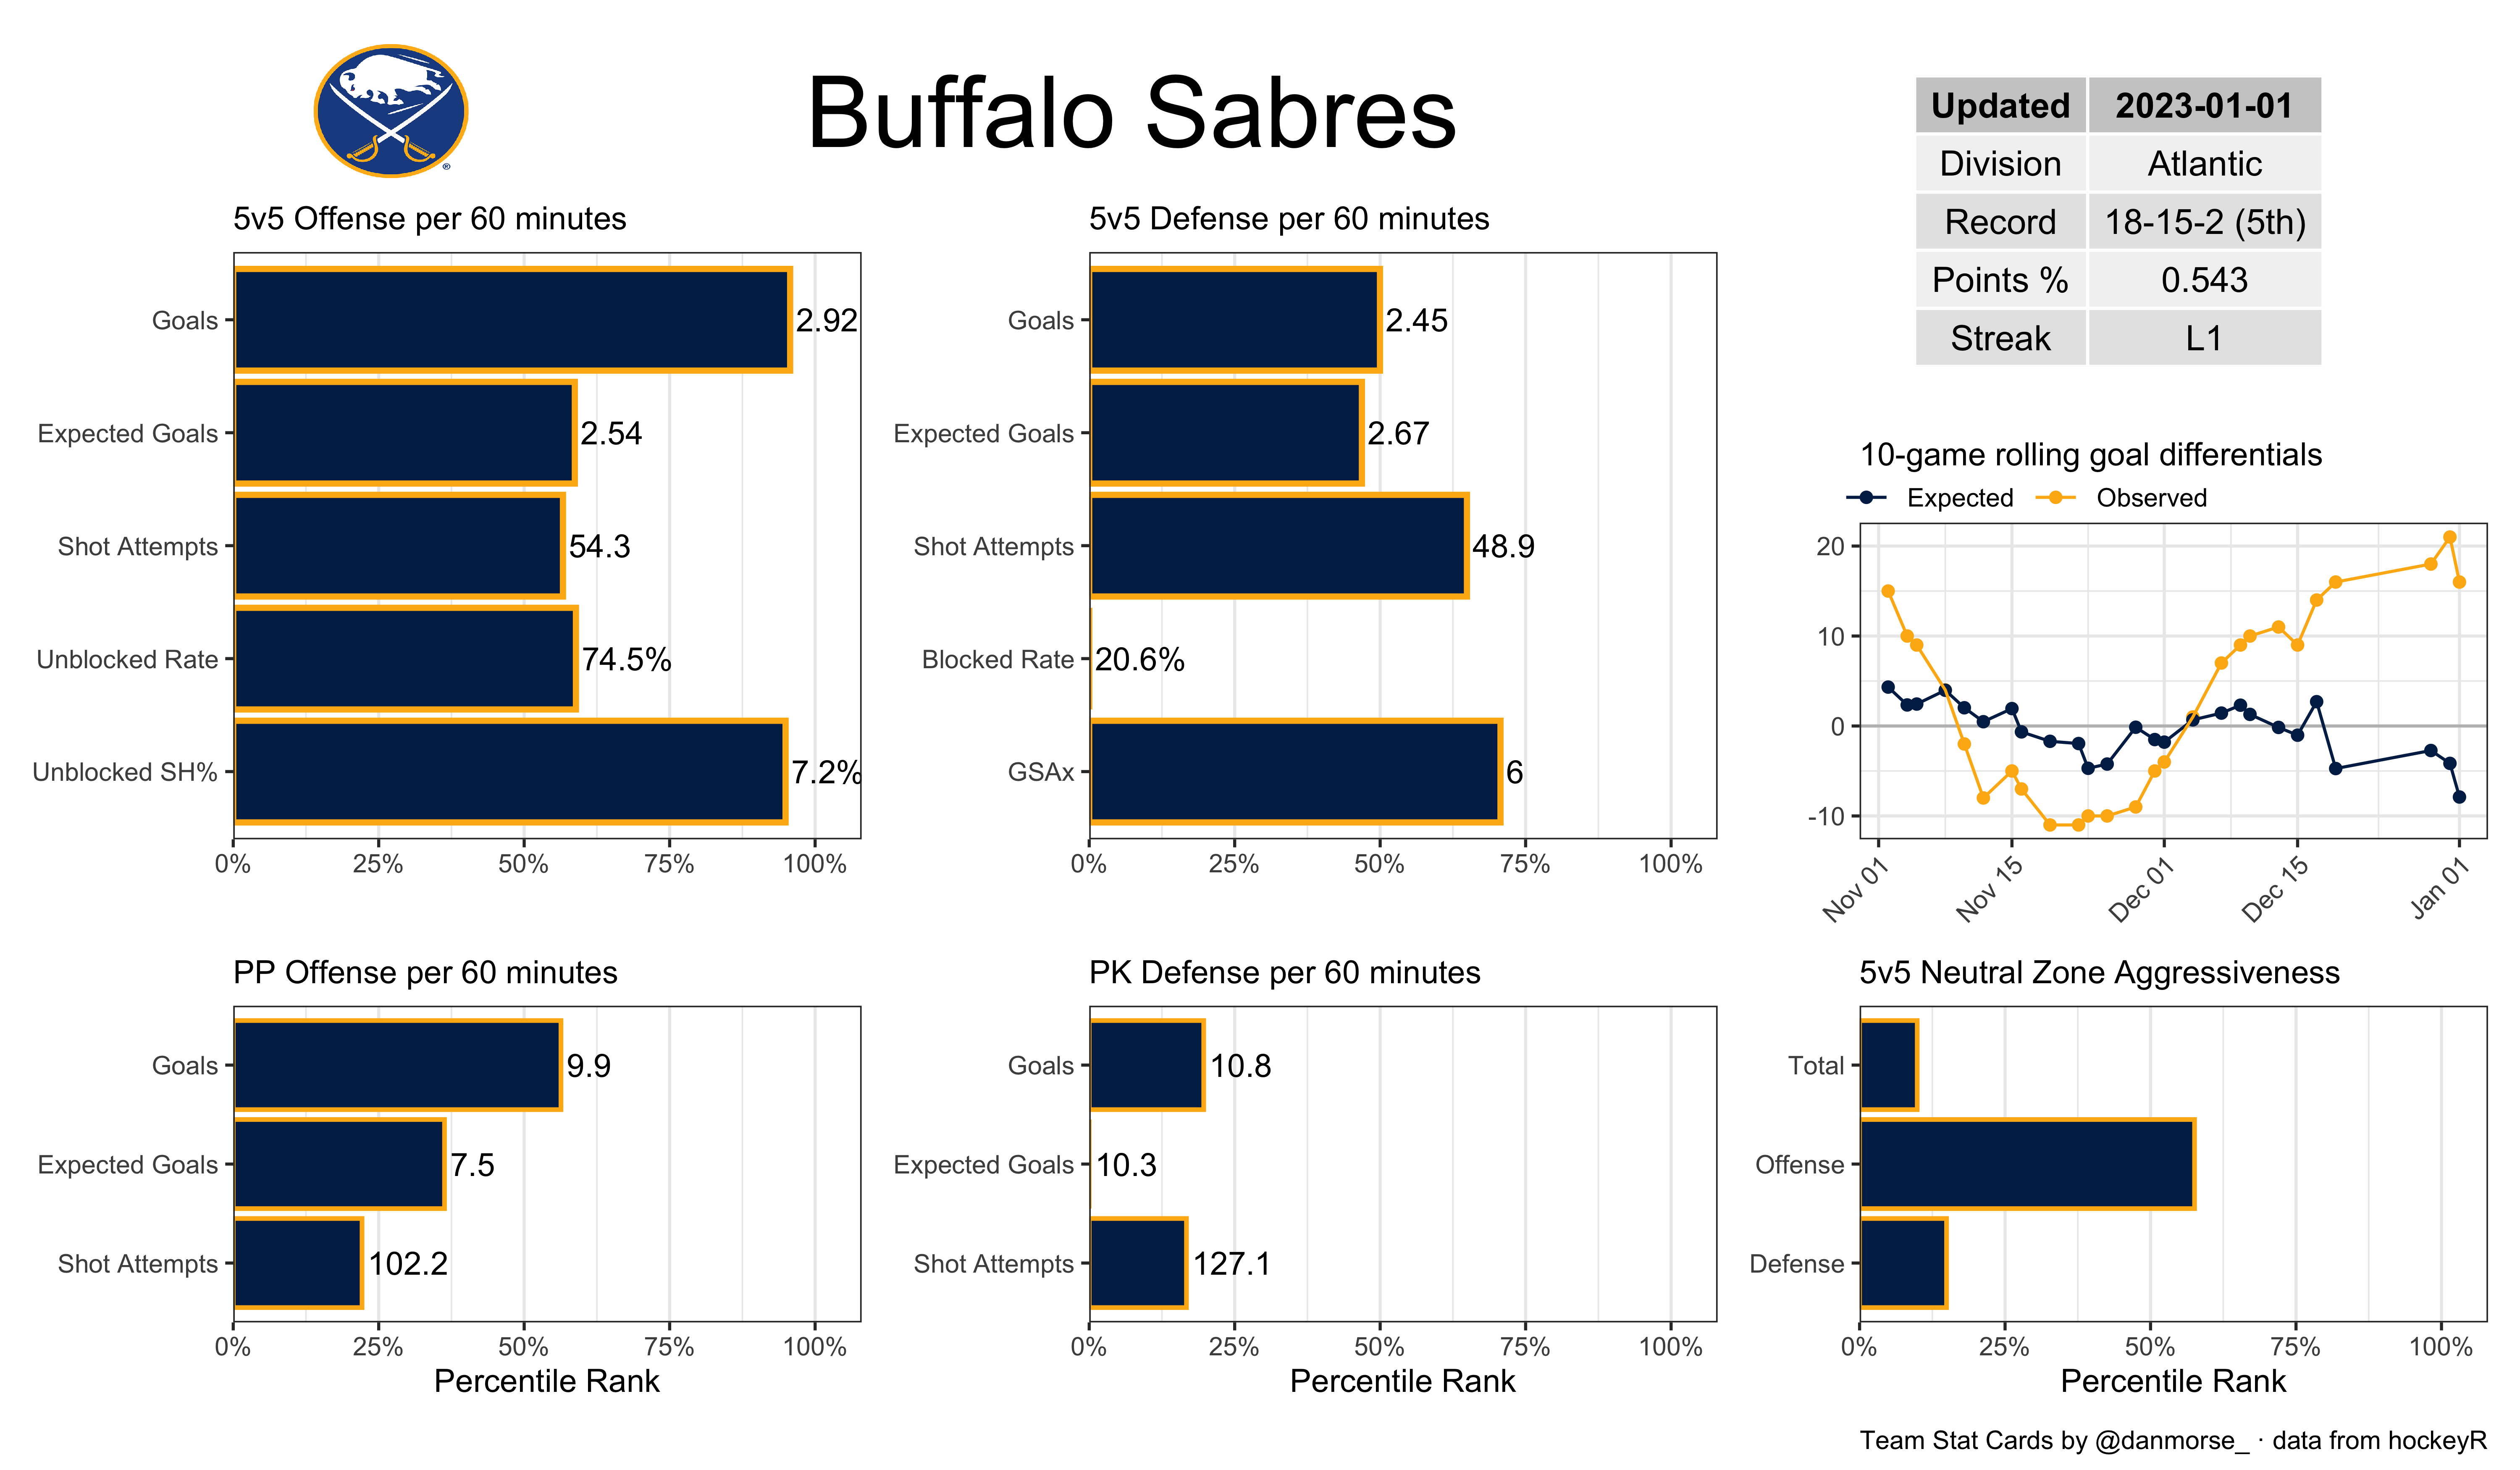 Buffalo Sabres
®
Updated 2023-01-01
Division Atlantic
Record 18-15-2 (5th)
Points % 0.543
Streak L1
5v5 Offense per 60 minutes
Goals 2.92
Expected Goals 2.54
Shot Attempts 54.3
Unblocked Rate 74.5%
Unblocked SH% 7.2%
0% 25% 50% 75% 100%
5v5 Defense per 60 minutes
Goals 2.45
Expected Goals 2.67
Shot Attempts 48.9
Blocked Rate 20.6%
GSAx 6
0% 25% 50% 75% 100%
10-game rolling goal differentials
Expected Observed
20
10
0
-10
Nov 01 Nov 15 Dec 01 Dec 15 Jan 01
PP Offense per 60 minutes
Goals 9.9
Expected Goals 7.5
Shot Attempts 102.2
0% 25% 50% 75% 100%
Percentile Rank
PK Defense per 60 minutes
Goals 10.8
Expected Goals 10.3
Shot Attempts 127.1
0% 25% 50% 75% 100%
Percentile Rank
5v5 Neutral Zone Aggressiveness
Total
Offense
Defense
0% 25% 50% 75% 100%
Percentile Rank
Team Stat Cards by @danmorse_ · data from hockeyR